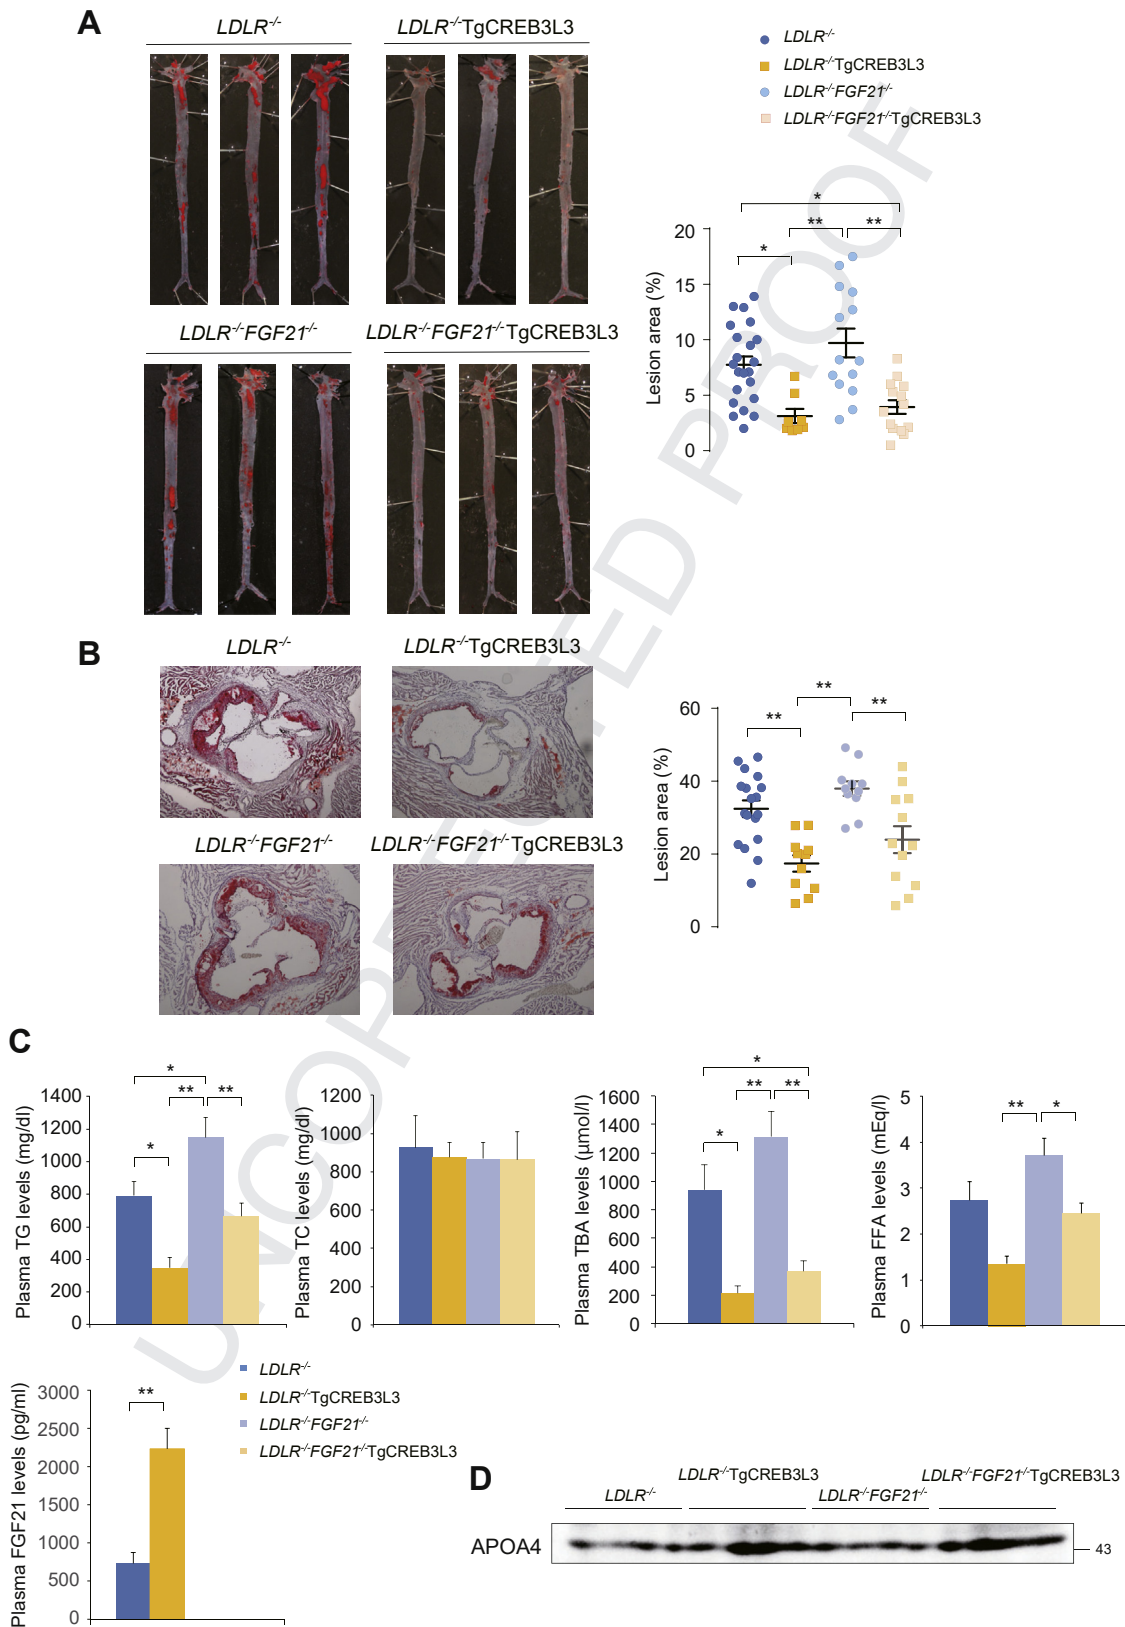 A
LDLR-/-
LDLR-/-TgCREB3L3
LDLR-/-
LDLR-/-TgCREB3L3
LDLR-/-FGF21-/-
LDLR-/-FGF21-/-TgCREB3L3
LDLR-/-FGF21-/-
LDLR-/-FGF21-/-TgCREB3L3
Lesion area (%)
20
15
10
5
0
*
**
**
*
B
LDLR-/-
LDLR-/-TgCREB3L3
LDLR-/-FGF21-/-
LDLR-/-FGF21-/-TgCREB3L3
Lesion area (%)
60
40
20
0
**
**
**
C
Plasma TG levels (mg/dl)
1400
1200
1000
800
600
400
200
0
*
**
**
*
Plasma TC levels (mg/dl)
1200
1000
800
600
400
200
0
Plasma TBA levels (µmol/l)
1600
1400
1200
1000
800
600
400
200
0
*
**
**
*
Plasma FFA levels (mEq/l)
5
4
3
2
1
0
**
*
Plasma FGF21 levels (pg/ml)
3000
2500
2000
1500
1000
500
0
**
LDLR-/-
LDLR-/-TgCREB3L3
LDLR-/-FGF21-/-
LDLR-/-FGF21-/-TgCREB3L3
D
LDLR-/-
LDLR-/-TgCREB3L3
LDLR-/-FGF21-/-
LDLR-/-FGF21-/-TgCREB3L3
APOA4
43
UNCORRECTED PROOF